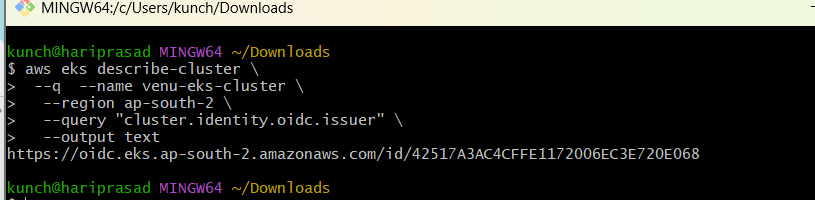 MINGW64:/c/Users/kunch/Downloads
kunch@hariprasad MINGW64 ~/Downloads
$ aws eks describe-cluster \
>  --q  --name venu-eks-cluster \
>   --region ap-south-2 \
>   --query "cluster.identity.oidc.issuer" \
>   --output text
https://oidc.eks.ap-south-2.amazonaws.com/id/42517A3AC4CFFE1172006EC3E720E068
kunch@hariprasad MINGW64 ~/Downloads
$